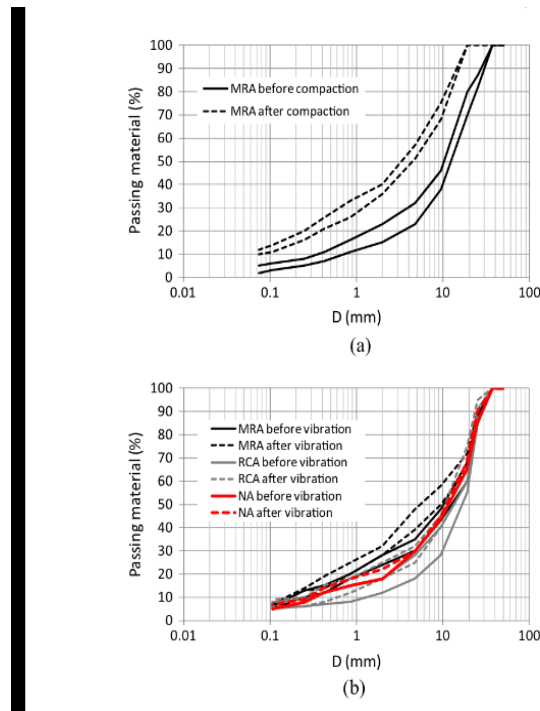 100
90
80
70
60
50
40
30
20
10
0
Passing material (%)
MRA before compaction
MRA after compaction
0.01 0.1 1 10 100
D (mm)
(a)
100
90
80
70
60
50
40
30
20
10
0
Passing material (%)
MRA before vibration
MRA after vibration
RCA before vibration
RCA after vibration
NA before vibration
NA after vibration
0.01 0.1 1 10 100
D (mm)
(b)